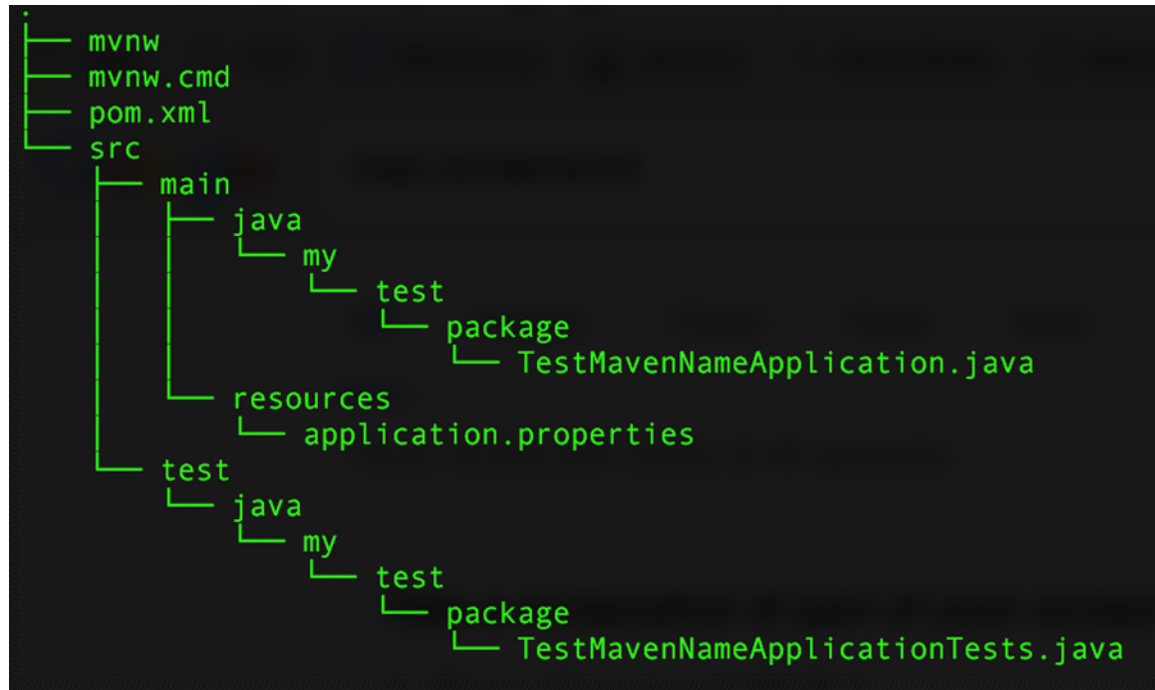 .
├── mvnw
├── mvnw.cmd
├── pom.xml
└── src
    ├── main
    │   ├── java
    │   │   └── my
    │   │       └── test
    │   │           └── package
    │   │               └── TestMavenNameApplication.java
    │   └── resources
    │       └── application.properties
    └── test
        └── java
            └── my
                └── test
                    └── package
                        └── TestMavenNameApplicationTests.java